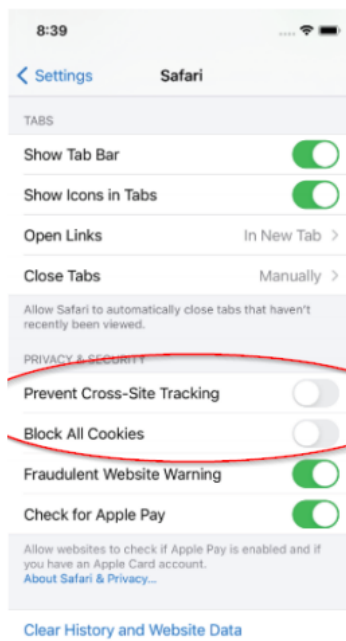 8:39
Settings
Safari
TABS
Show Tab Bar
Show Icons in Tabs
Open Links In New Tab
Close Tabs Manually
Allow Safari to automatically close tabs that haven't
recently been viewed.
PRIVACY & SECURITY
Prevent Cross-Site Tracking
Block All Cookies
Fraudulent Website Warning
Check for Apple Pay
Allow websites to check if Apple Pay is enabled and if
you have an Apple Card account.
About Safari & Privacy...
Clear History and Website Data